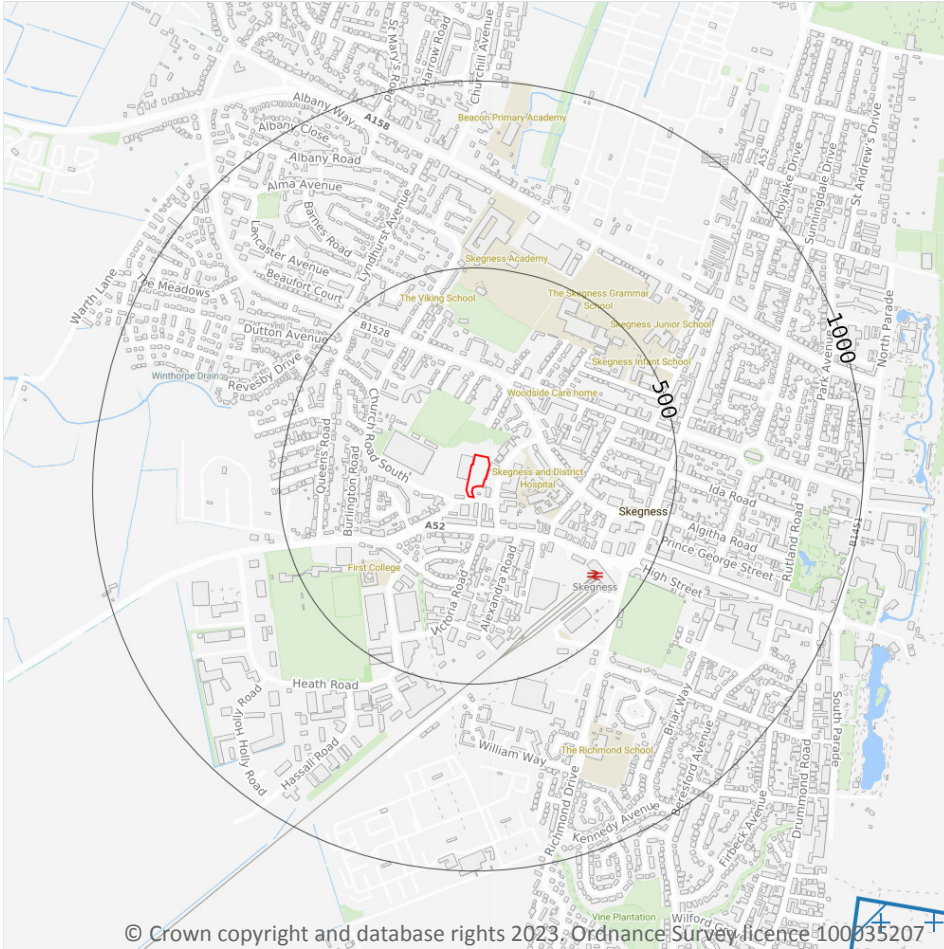 St Mary's Ro
Harrow Road
Churchill Avenue
Albany Way
A158
Beacon Primary Academy
Albany Close
Albany Road
A52
Hoylake Drive
Sunningdale Drive
St Andrew's Drive
Alma Avenue
Barnes Road
Lyndhurst Avenue
Lancaster Avenue
Skegness Academy
Beaufort Court
Warth Lane
The Meadows
The Viking School
The Skegness Grammar
School
Skegness Junior School
North Parade
1000
Dutton Avenue
B1528
Skegness Infant School
Park Avenue
Winthorpe Drain
Revesby Drive
500
Woodside Care home
Church Road South
Queens Road
Burlington Road
Skegness and District
Hospital
Ida Road
Skegness
A52
Algitha Road
Prince George Street
Rutland Road
B1451
First College
Victoria Road
Alexandra Road
Skegness
High Street
Heath Road
Holly Road
Holly Road
Hassall Road
William Way
The Richmond School
Briar Way
Beresford Avenue
South Parade
Drummond Road
Richmond Drive
Kennedy Avenue
Firbeck Avenue
Vine Plantation
Wilfo
© Crown copyright and database rights 2023, Ordnance Survey licence 100035207